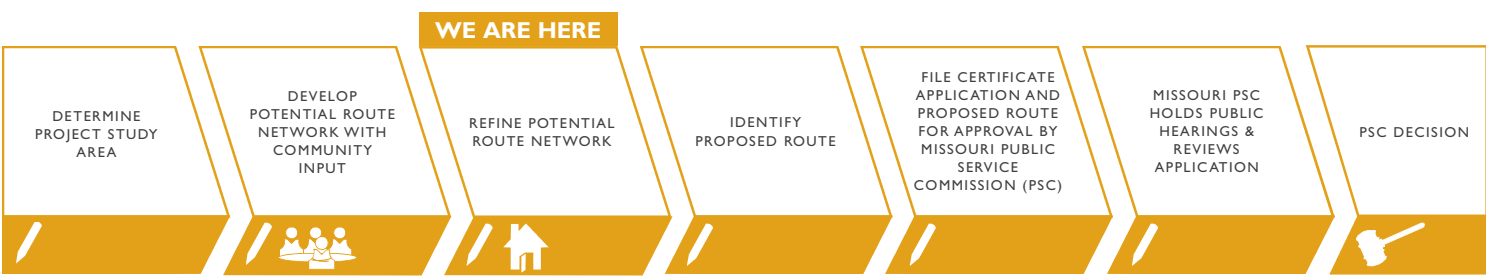 WE ARE HERE
DETERMINE
PROJECT STUDY
AREA
DEVELOP
POTENTIAL ROUTE
NETWORK WITH
COMMUNITY
INPUT
REFINE POTENTIAL
ROUTE NETWORK
IDENTIFY
PROPOSED ROUTE
FILE CERTIFICATE
APPLICATION AND
PROPOSED ROUTE
FOR APPROVAL BY
MISSOURI PUBLIC
SERVICE
COMMISSION (PSC)
MISSOURI PSC
HOLDS PUBLIC
HEARINGS &
REVIEWS
APPLICATION
PSC DECISION